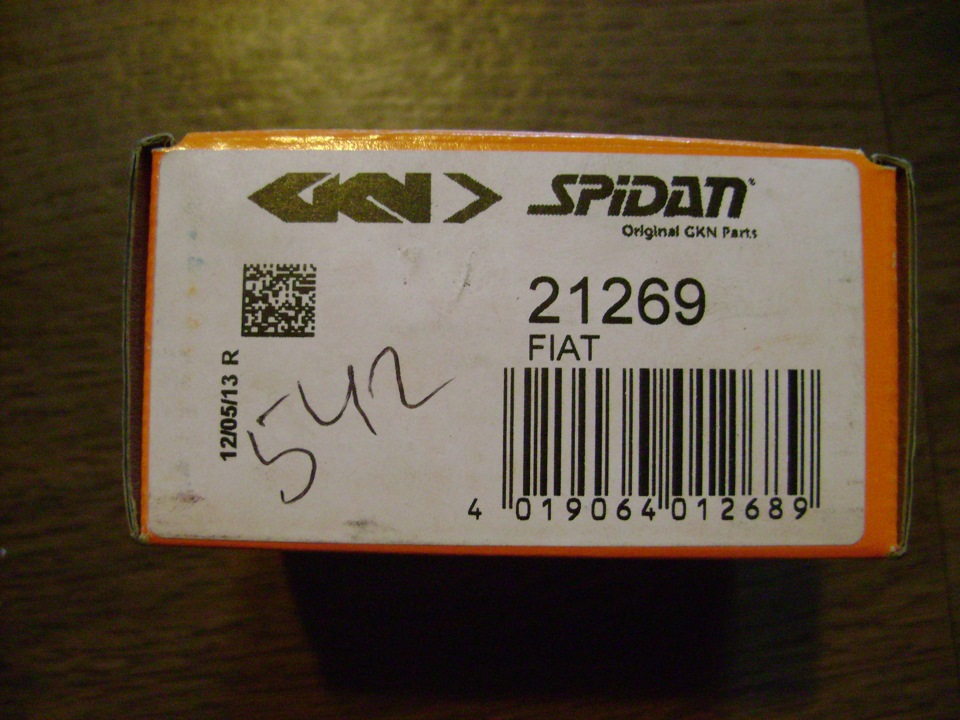 GKN
SPiDAN
Original GKN Parts
21269
FIAT
12/05/13 R
542
4 019064 012689